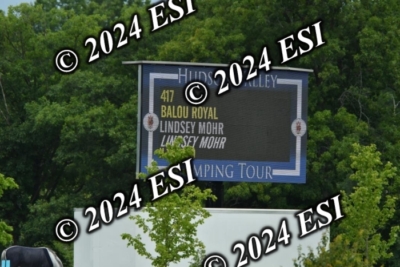 HUDSON VALLEY
417
BALOU ROYAL
LINDSEY MOHR
LINDSEY MOHR
JUMPING TOUR
© 2024 ESI
© 2024 ESI
© 2024 ESI
© 2024 ESI
© 2024 ESI